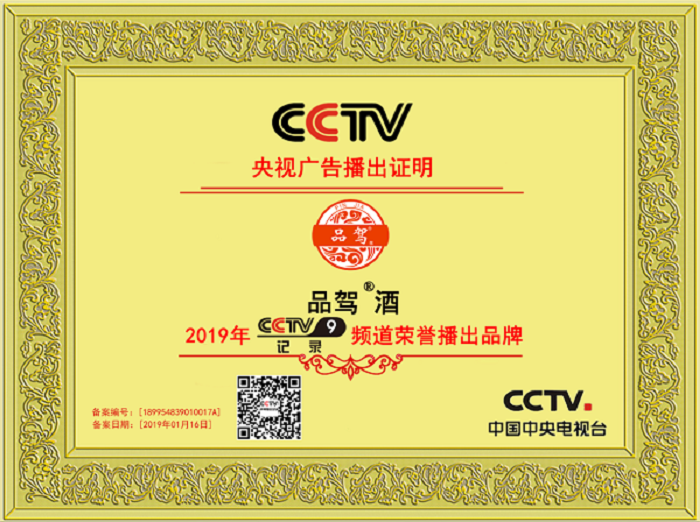 CCTV
央视广告播出证明
品驾®
品驾®酒
2019年 CCTV 9 记录 频道荣誉播出品牌
备案编号:[18995483901001​7A]
备案日期:[2019年01月16日]
CCTV
CCTV.
中国中央电视台